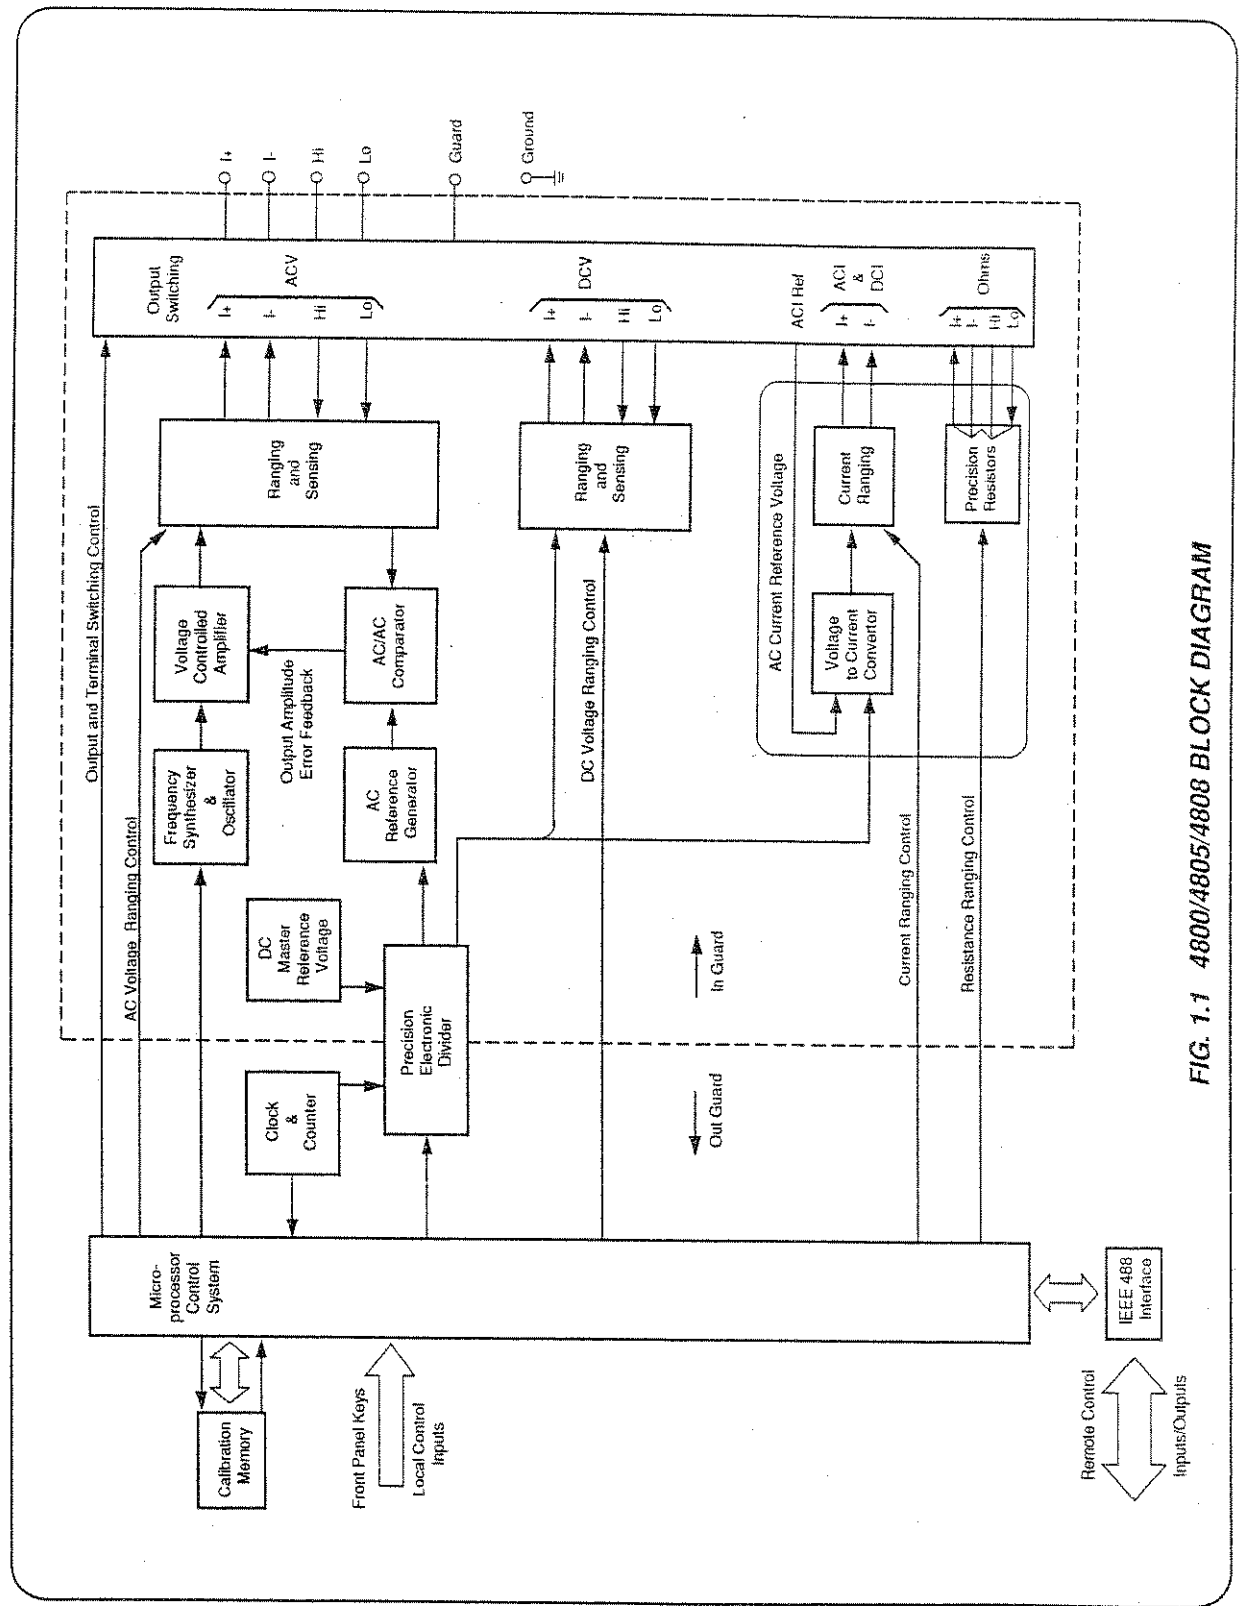 Output and Terminal Switching Control
AC Voltage Ranging Control
Micro-
processor
Control
System
Calibration
Memory
Front Panel Keys
Local Control
Inputs
Remote Control
Inputs/Outputs
IEEE 488
Interface
Clock
&
Counter
DC
Master
Reference
Voltage
Precision
Electronic
Divider
Frequency
Synthesizer
&
Oscillator
Voltage
Controlled
Amplifier
Output Amplitude
Error Feedback
AC
Reference
Generator
AC/AC
Comparator
Ranging
and
Sensing
Output
Switching
I+
I-
Hi
Lo
ACV
I+
I-
Hi
Lo
Guard
Ground
DC Voltage Ranging Control
Ranging
and
Sensing
I+
I-
Hi
Lo
DCV
Out Guard
In Guard
AC Current Reference Voltage
ACI Ref
Voltage
to Current
Convertor
Current
Ranging
I+
I-
ACI
&
DCI
Current Ranging Control
Resistance Ranging Control
Precision
Resistors
I+
I-
Hi
Lo
Ohms
FIG. 1.1 4800/4805/4808 BLOCK DIAGRAM